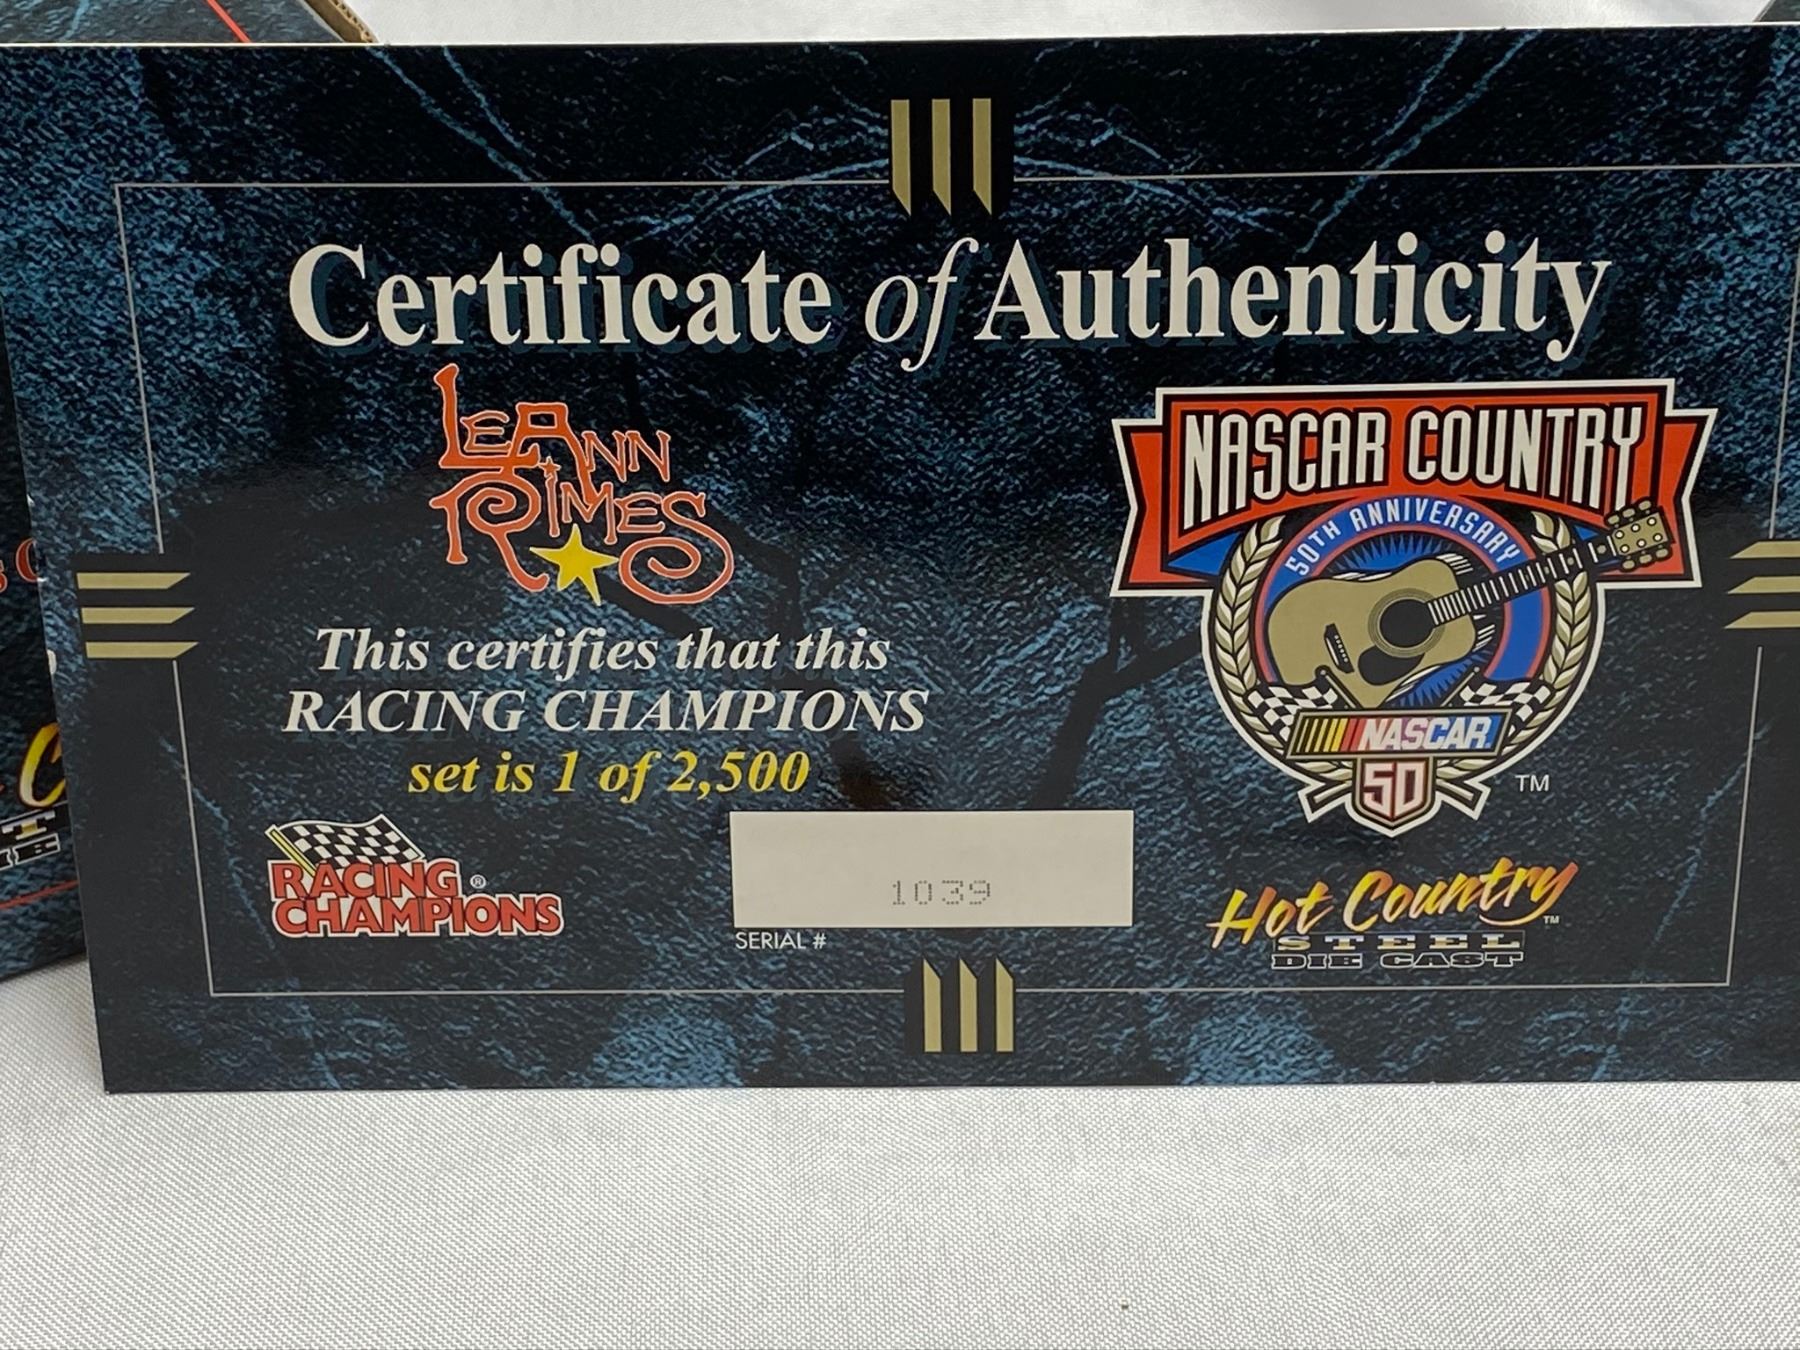 Certificate of Authenticity
LEANN
RIMES
This certifies that this
RACING CHAMPIONS
set is 1 of 2,500
RACING ®
CHAMPIONS
1039
SERIAL #
NASCAR COUNTRY
50TH ANNIVERSARY
NASCAR
50
TM
Hot Country TM
STEEL
DIE CAST